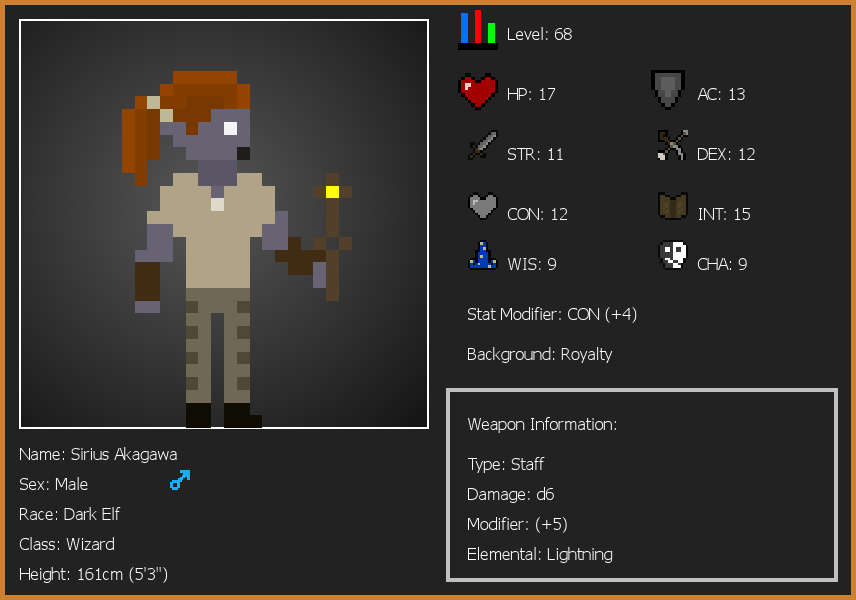 Level: 68
HP: 17
AC: 13
STR: 11
DEX: 12
CON: 12
INT: 15
WIS: 9
CHA: 9
Stat Modifier: CON (+4)
Background: Royalty
Weapon Information:
Type: Staff
Damage: d6
Modifier: (+5)
Elemental: Lightning
Name: Sirius Akagawa
Sex: Male
Race: Dark Elf
Class: Wizard
Height: 161cm (5'3")